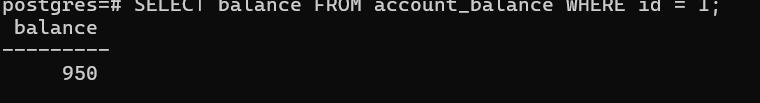 postgres=# SELECT balance FROM account_balance WHERE id = 1;
 balance
---------
     950